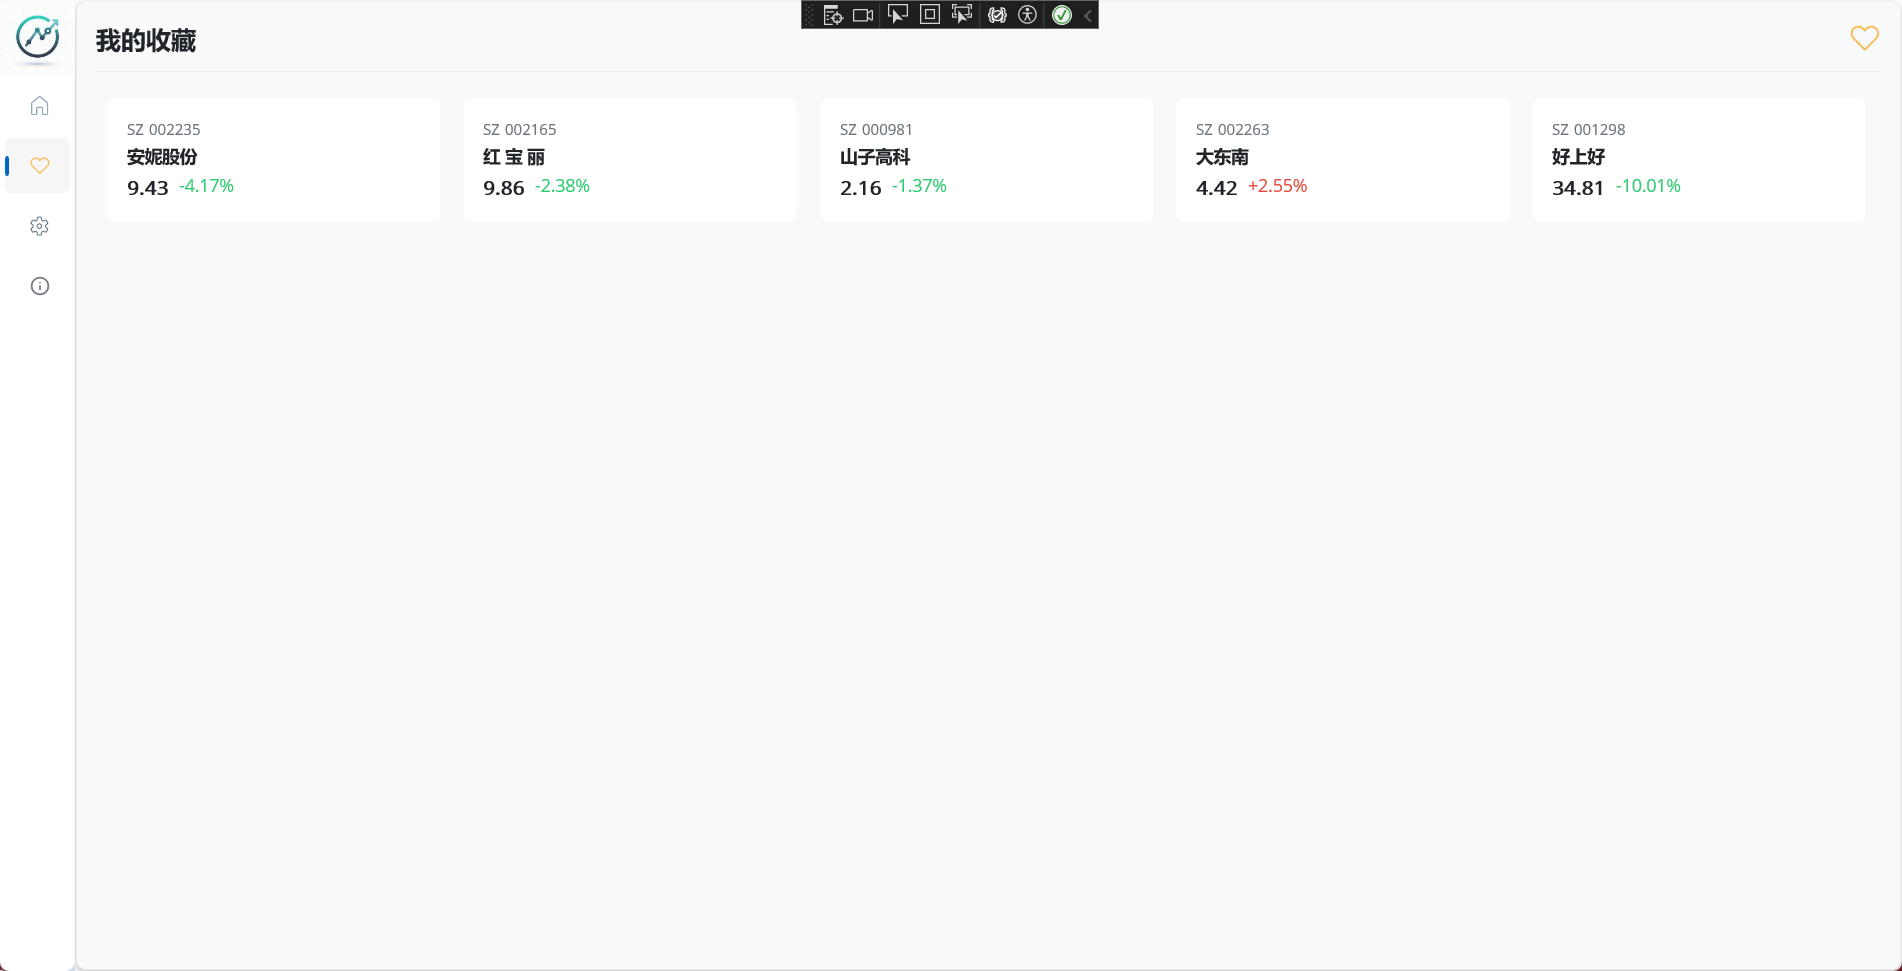 我的收藏
SZ 002235
安妮股份
9.43 -4.17%
SZ 002165
红 宝 丽
9.86 -2.38%
SZ 000981
山子高科
2.16 -1.37%
SZ 002263
大东南
4.42 +2.55%
SZ 001298
好上好
34.81 -10.01%